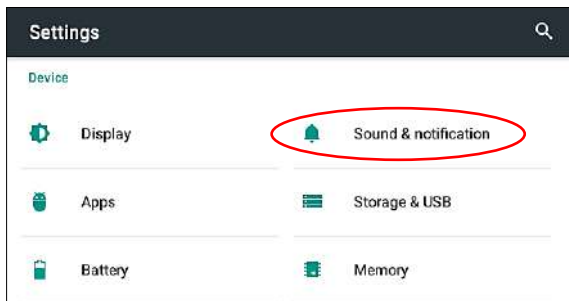 Settings
Device
Display
Sound & notification
Apps
Storage & USB
Battery
Memory